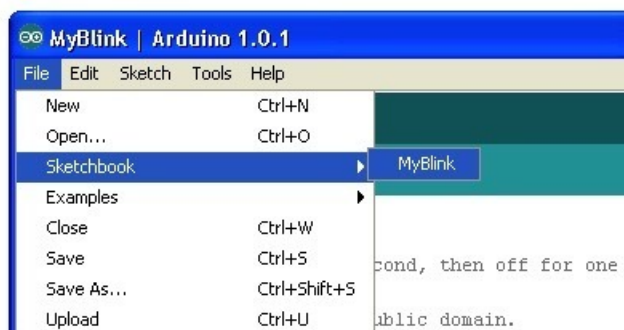 MyBlink | Arduino 1.0.1
File Edit Sketch Tools Help
New Ctrl+N
Open... Ctrl+O
Sketchbook MyBlink
Examples
Close Ctrl+W
Save Ctrl+S
cond, then off for one
Save As... Ctrl+Shift+S
Upload Ctrl+U
ublic domain.